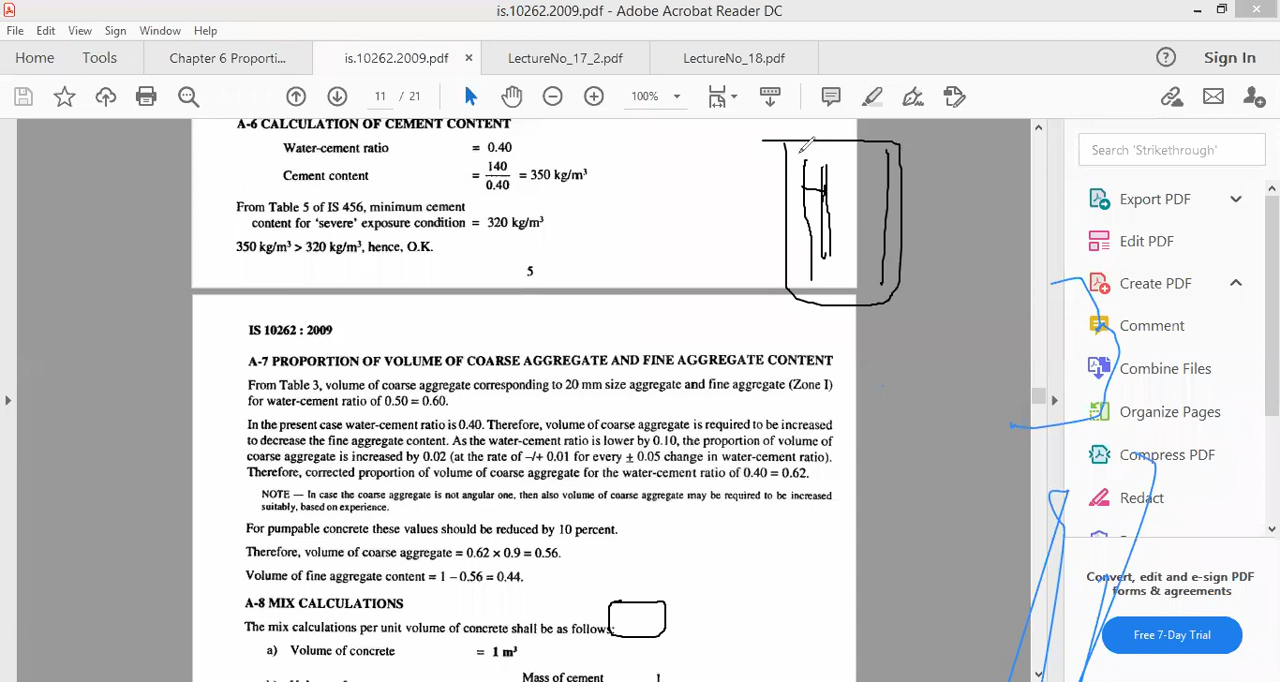 is.10262.2009.pdf - Adobe Acrobat Reader DC
File Edit View Sign Window Help
Home Tools Chapter 6 Proporti... is.10262.2009.pdf × LectureNo_17_2.pdf LectureNo_18.pdf Sign In
11 / 21 100%
Search 'Strikethrough'
Export PDF
Edit PDF
Create PDF
Comment
Combine Files
Organize Pages
Compress PDF
Redact
Convert, edit and e-sign PDF
forms & agreements
Free 7-Day Trial
A-6 CALCULATION OF CEMENT CONTENT
Water-cement ratio = 0.40
Cement content = 140/0.40 = 350 kg/m³
From Table 5 of IS 456, minimum cement
content for 'severe' exposure condition = 320 kg/m³
350 kg/m³ > 320 kg/m³, hence, O.K.
5
IS 10262 : 2009
A-7 PROPORTION OF VOLUME OF COARSE AGGREGATE AND FINE AGGREGATE CONTENT
From Table 3, volume of coarse aggregate corresponding to 20 mm size aggregate and fine aggregate (Zone I)
for water-cement ratio of 0.50 = 0.60.
In the present case water-cement ratio is 0.40. Therefore, volume of coarse aggregate is required to be increased
to decrease the fine aggregate content. As the water-cement ratio is lower by 0.10, the proportion of volume of
coarse aggregate is increased by 0.02 (at the rate of –/+ 0.01 for every ± 0.05 change in water-cement ratio).
Therefore, corrected proportion of volume of coarse aggregate for the water-cement ratio of 0.40 = 0.62.
NOTE — In case the coarse aggregate is not angular one, then also volume of coarse aggregate may be required to be increased
suitably, based on experience.
For pumpable concrete these values should be reduced by 10 percent.
Therefore, volume of coarse aggregate = 0.62 × 0.9 = 0.56.
Volume of fine aggregate content = 1 – 0.56 = 0.44.
A-8 MIX CALCULATIONS
The mix calculations per unit volume of concrete shall be as follows:
a) Volume of concrete = 1 m³
Mass of cement 1